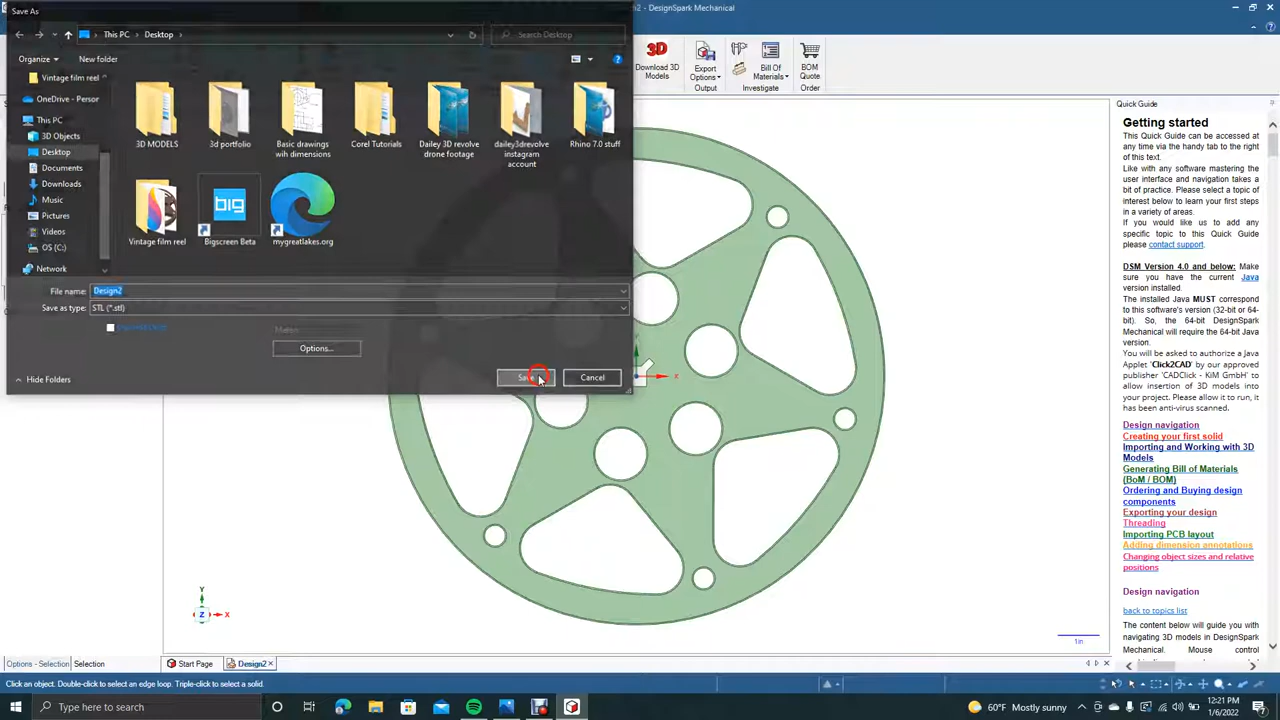 Save As
Design2 - DesignSpark Mechanical
This PC
Desktop
Search Desktop
Organize
New folder
Vintage film reel
OneDrive - Person
This PC
3D Objects
Desktop
Documents
Downloads
Music
Pictures
Videos
OS (C:)
Network
3D MODELS
3d portfolio
Basic drawings
wih dimensions
Corel Tutorials
Dailey 3D revolve
drone footage
dailey3drevolve
instagram
account
Rhino 7.0 stuff
Vintage film reel
Bigscreen Beta
mygreatlakes.org
big
File name:
Design2
Save as type:
STL (*.stl)
Options...
Hide Folders
Save
Cancel
3D
Download 3D
Models
Export
Options
Output
Bill Of
Materials
Investigate
BOM
Quote
Order
Quick Guide
Getting started
This Quick Guide can be accessed at
any time via the handy tab to the right
of this text.
Like with any software mastering the
user interface and navigation takes a
bit of practice. Please select a topic of
interest below to learn your first steps
in a variety of areas.
If you would like us to add any
specific topic to this Quick Guide
please contact support.
DSM Version 4.0 and below: Make
sure you have the current Java
version installed.
The installed Java MUST correspond
to this software's version (32-bit or 64-
bit). So, the 64-bit DesignSpark
Mechanical will require the 64-bit Java
version.
You will be asked to authorize a Java
Applet 'Click2CAD' by our approved
publisher 'CADClick - KiM GmbH' to
allow insertion of 3D models into
your project. Please allow it to run, it
has been anti-virus scanned.
Design navigation
Creating your first solid
Importing and Working with 3D
Models
Generating Bill of Materials
(BoM / BOM)
Ordering and Buying design
components
Exporting your design
Threading
Importing PCB layout
Adding dimension annotations
Changing object sizes and relative
positions
Design navigation
back to topics list
The content below will guide you with
navigating 3D models in DesignSpark
Mechanical. Mouse control
X
Y
Z
X
1in
Options - Selection
Selection
Start Page
Design2
Click an object. Double-click to select an edge loop. Triple-click to select a solid.
Type here to search
60°F Mostly sunny
12:21 PM
1/6/2022